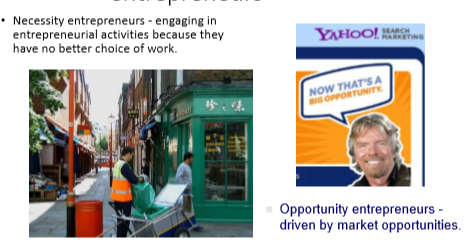 • Necessity entrepreneurs - engaging in
entrepreneurial activities because they
have no better choice of work.
珍味
YAHOO! SEARCH
MARKETING
NOW THAT'S A
BIG OPPORTUNITY.
Opportunity entrepreneurs -
driven by market opportunities.